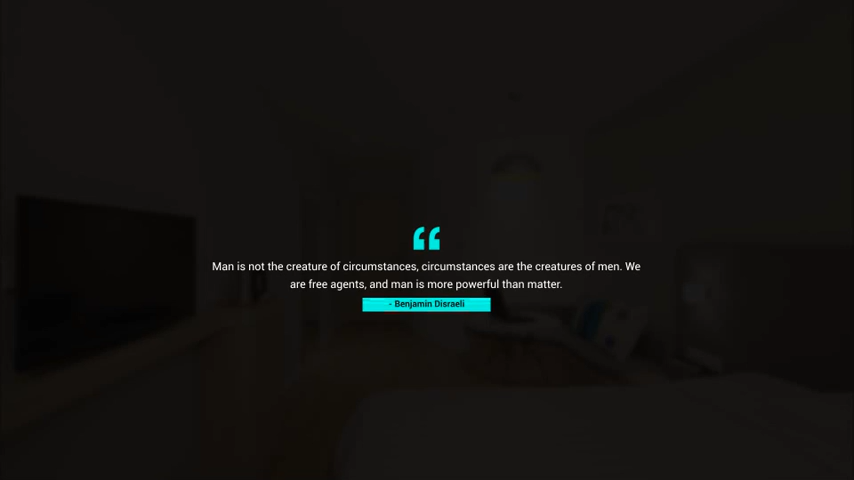 Man is not the creature of circumstances, circumstances are the creatures of men. We
are free agents, and man is more powerful than matter.
- Benjamin Disraeli